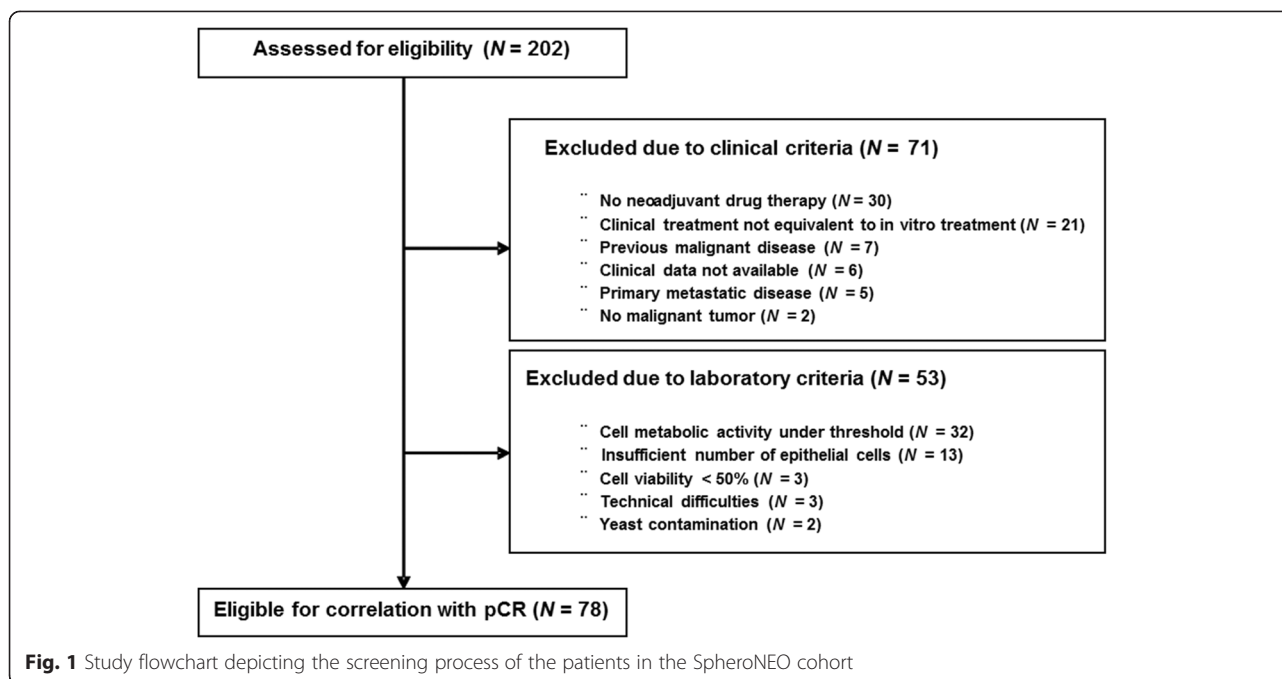 Assessed for eligibility (N = 202)
Excluded due to clinical criteria (N = 71)
¨ No neoadjuvant drug therapy (N = 30)
¨ Clinical treatment not equivalent to in vitro treatment (N = 21)
¨ Previous malignant disease (N = 7)
¨ Clinical data not available (N = 6)
¨ Primary metastatic disease (N = 5)
¨ No malignant tumor (N = 2)
Excluded due to laboratory criteria (N = 53)
¨ Cell metabolic activity under threshold (N = 32)
¨ Insufficient number of epithelial cells (N = 13)
¨ Cell viability < 50% (N = 3)
¨ Technical difficulties (N = 3)
¨ Yeast contamination (N = 2)
Eligible for correlation with pCR (N = 78)
Fig. 1 Study flowchart depicting the screening process of the patients in the SpheroNEO cohort